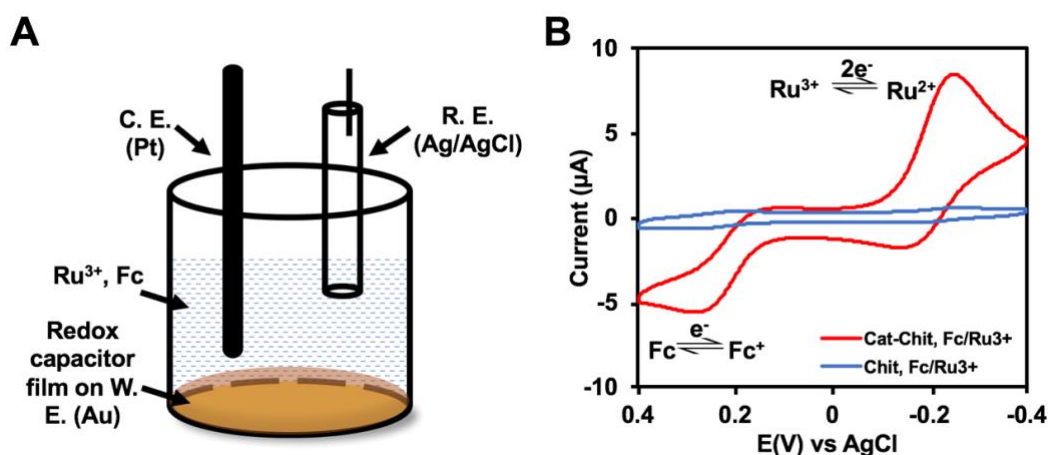 A
C. E.
(Pt)
R. E.
(Ag/AgCl)
Ru³⁺, Fc
Redox
capacitor
film on W.
E. (Au)
B
10
5
0
-5
-10
Current (µA)
0.4
0.2
0
-0.2
-0.4
E(V) vs AgCl
2e⁻
Ru³⁺ ⇌ Ru²⁺
e⁻
Fc ⇌ Fc⁺
Cat-Chit, Fc/Ru3+
Chit, Fc/Ru3+